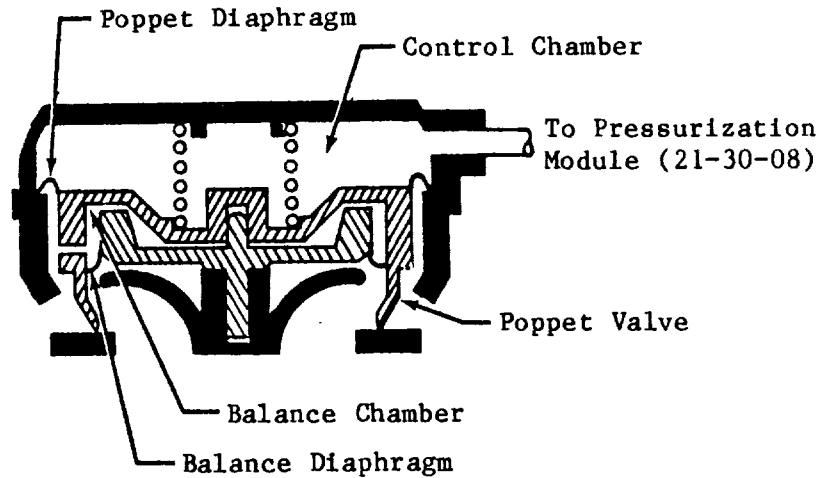 Poppet Diaphragm
Control Chamber
To Pressurization
Module (21-30-08)
Poppet Valve
Balance Chamber
Balance Diaphragm